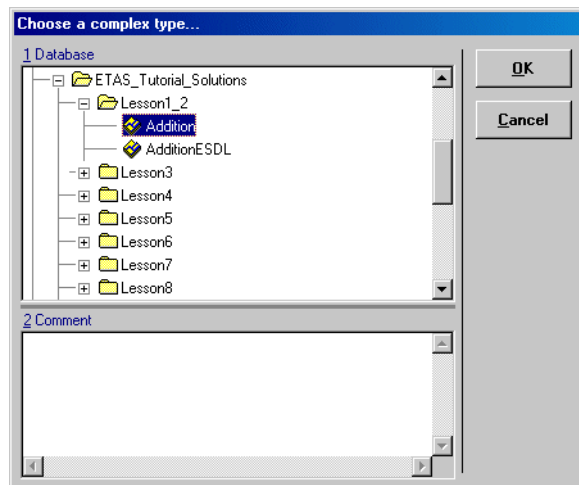 Choose a complex type...
1 Database
ETAS_Tutorial_Solutions
Lesson1_2
Addition
AdditionESDL
Lesson3
Lesson4
Lesson5
Lesson6
Lesson7
Lesson8
OK
Cancel
2 Comment